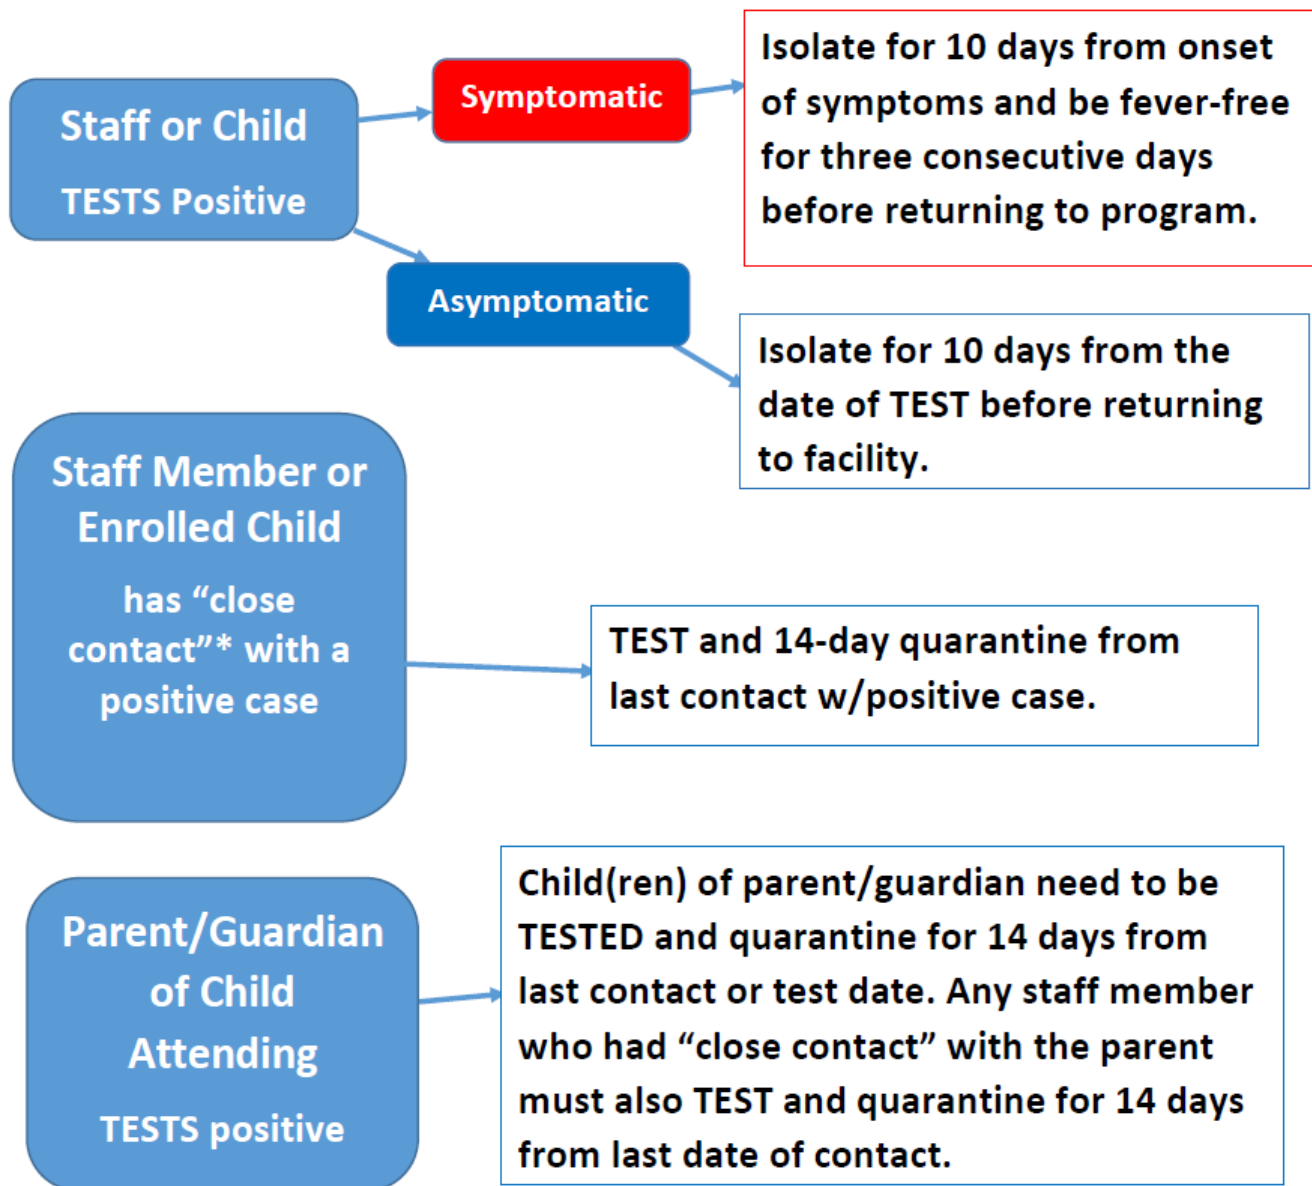 Staff or Child
TESTS Positive
Symptomatic
Isolate for 10 days from onset
of symptoms and be fever-free
for three consecutive days
before returning to program.
Asymptomatic
Isolate for 10 days from the
date of TEST before returning
to facility.
Staff Member or
Enrolled Child
has “close
contact”* with a
positive case
TEST and 14-day quarantine from
last contact w/positive case.
Parent/Guardian
of Child
Attending
TESTS positive
Child(ren) of parent/guardian need to be
TESTED and quarantine for 14 days from
last contact or test date. Any staff member
who had “close contact” with the parent
must also TEST and quarantine for 14 days
from last date of contact.